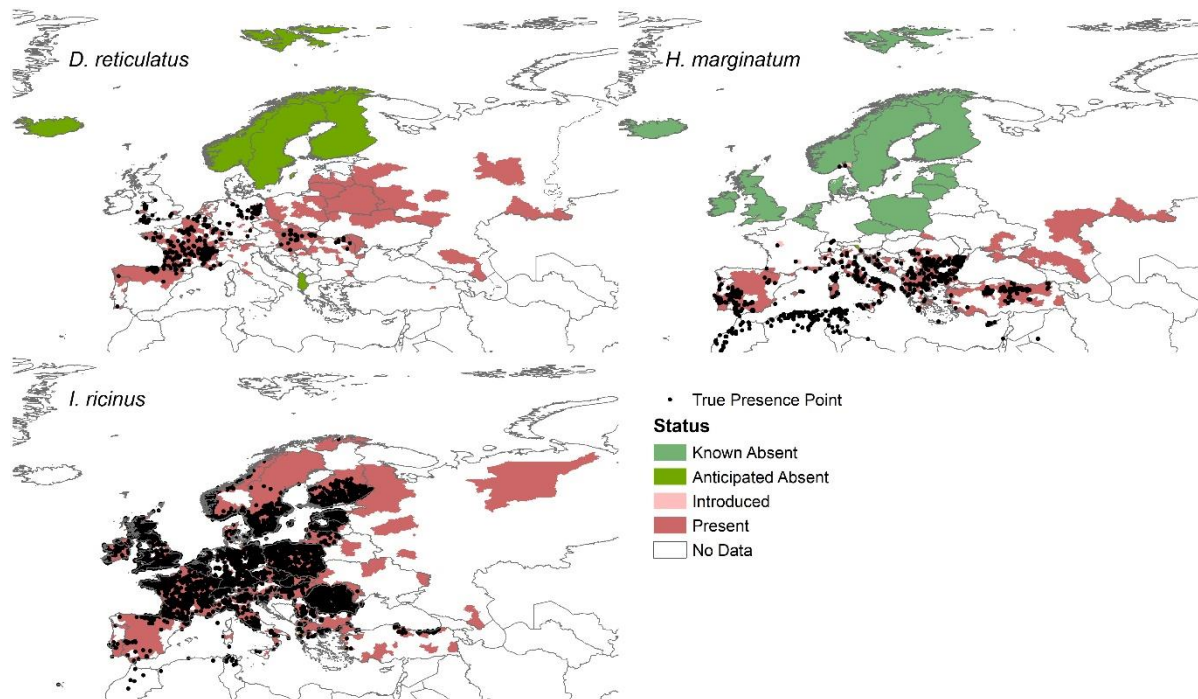 D. reticulatus
H. marginatum
I. ricinus
True Presence Point
Status
Known Absent
Anticipated Absent
Introduced
Present
No Data